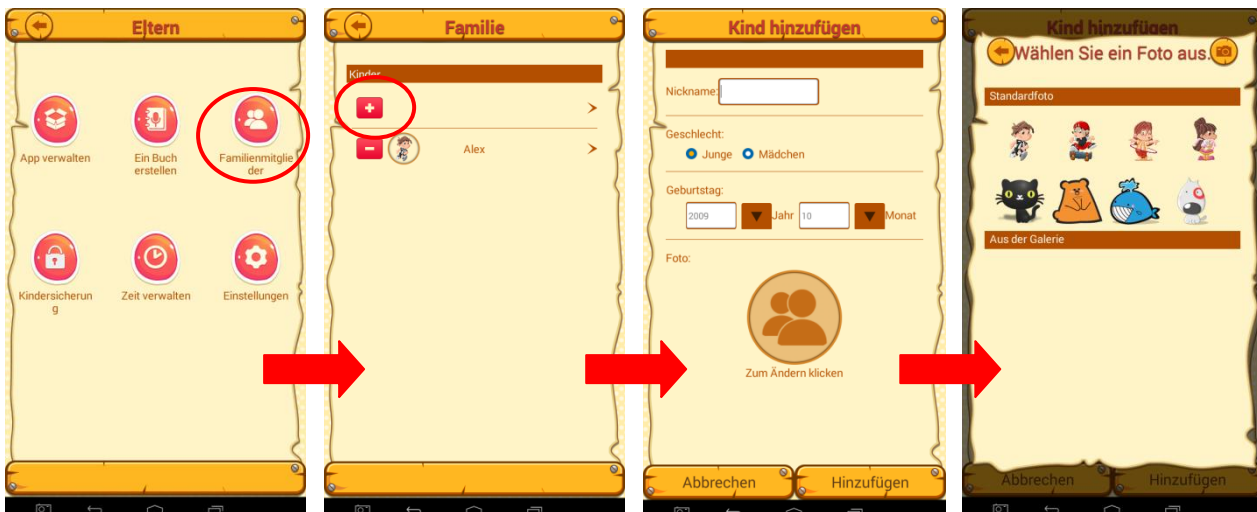 Eltern
App verwalten
Ein Buch
erstellen
Familienmitglie
der
Kindersicherun
g
Zeit verwalten
Einstellungen
Familie
Kinder
Alex
Kind hinzufügen
Nickname:
Geschlecht:
Junge Mädchen
Geburtstag:
2009 Jahr 10 Monat
Foto:
Zum Ändern klicken
Abbrechen Hinzufügen
Kind hinzufügen
Wählen Sie ein Foto aus.
Standardfoto
Aus der Galerie
Abbrechen Hinzufügen